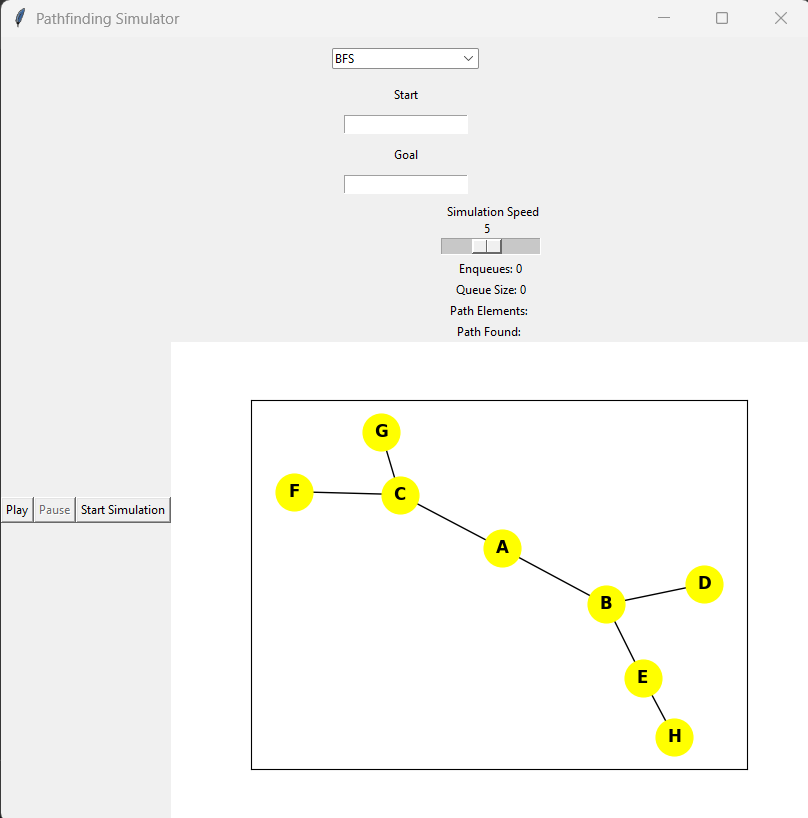 Pathfinding Simulator
BFS
Start
Goal
Simulation Speed
5
Enqueues: 0
Queue Size: 0
Path Elements:
Path Found:
Play Pause Start Simulation
G
F
C
A
D
B
E
H